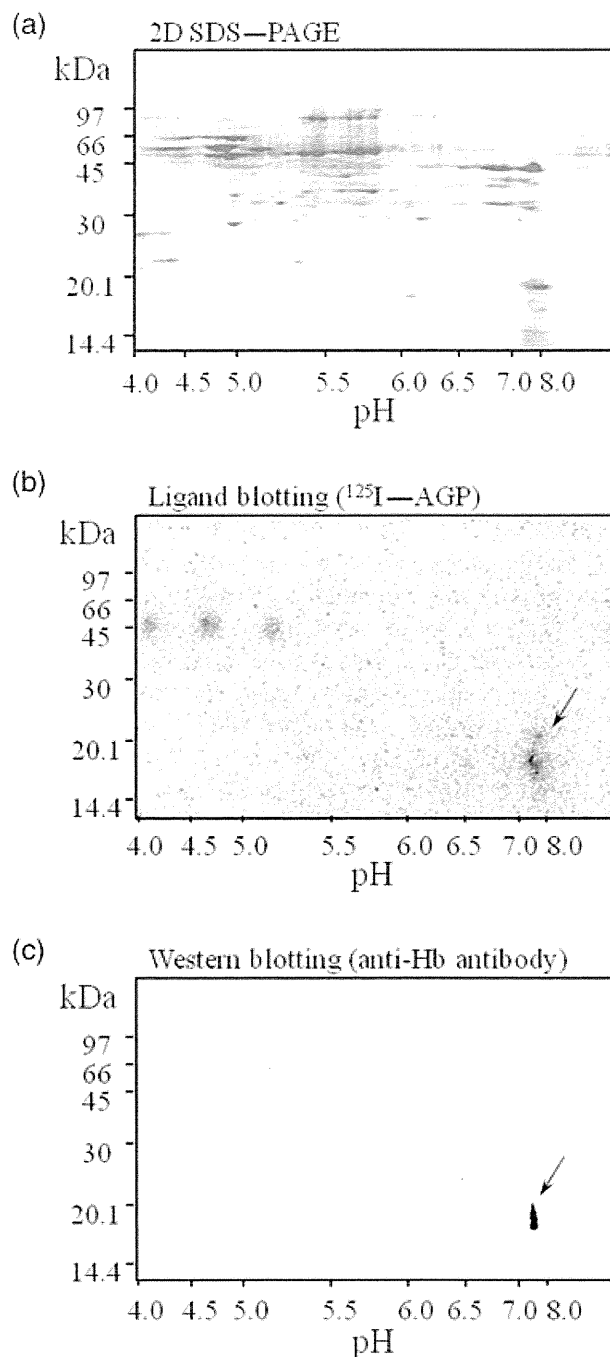 (a)
2D SDS—PAGE
kDa
97
66
45
30
20.1
14.4
4.0 4.5 5.0 5.5 6.0 6.5 7.0 8.0
pH
(b)
Ligand blotting (¹²⁵I—AGP)
kDa
97
66
45
30
20.1
14.4
4.0 4.5 5.0 5.5 6.0 6.5 7.0 8.0
pH
(c)
Western blotting (anti-Hb antibody)
kDa
97
66
45
30
20.1
14.4
4.0 4.5 5.0 5.5 6.0 6.5 7.0 8.0
pH